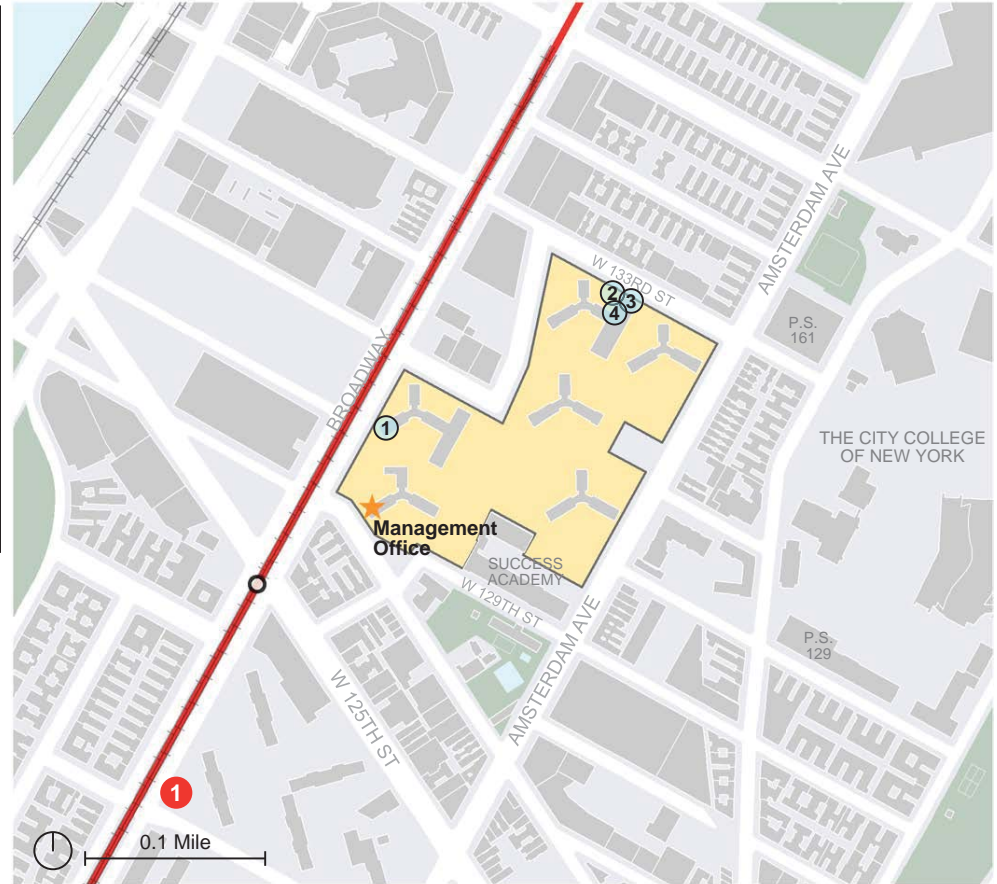 W 133RD ST
AMSTERDAM AVE
2
3
4
P.S.
161
BROADWAY
1
THE CITY COLLEGE
OF NEW YORK
Management
Office
SUCCESS
ACADEMY
W 129TH ST
AMSTERDAM AVE
P.S.
129
W 125TH ST
1
0.1 Mile